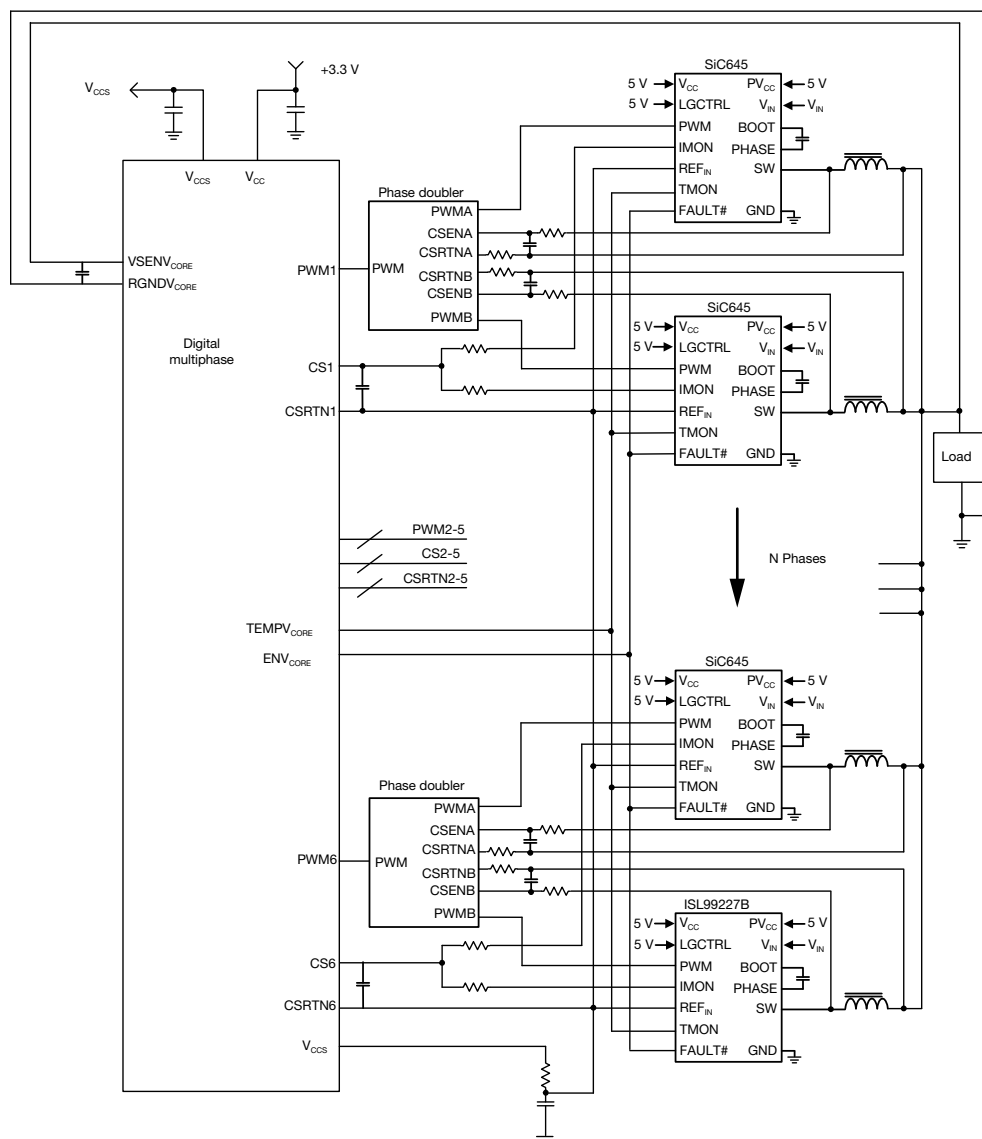 SiC645
+3.3 V
V_CCS
5 V V_CC PV_CC 5 V
5 V LGCTRL V_IN V_IN
PWM BOOT
IMON PHASE
REF_IN SW
TMON
FAULT# GND
V_CCS V_CC
Phase doubler
PWMA
CSENA
CSRTNA
PWM1 PWM CSRTNB
CSENB
PWMB
VSENV_CORE
RGNDV_CORE
Digital
multiphase
SiC645
5 V V_CC PV_CC 5 V
5 V LGCTRL V_IN V_IN
PWM BOOT
IMON PHASE
REF_IN SW
TMON
FAULT# GND
CS1
CSRTN1
Load
PWM2-5
CS2-5
CSRTN2-5
N Phases
TEMPV_CORE
ENV_CORE
SiC645
5 V V_CC PV_CC 5 V
5 V LGCTRL V_IN V_IN
PWM BOOT
IMON PHASE
REF_IN SW
TMON
FAULT# GND
Phase doubler
PWMA
CSENA
CSRTNA
PWM6 PWM CSRTNB
CSENB
PWMB
ISL99227B
5 V V_CC PV_CC 5 V
5 V LGCTRL V_IN V_IN
PWM BOOT
IMON PHASE
REF_IN SW
TMON
FAULT# GND
CS6
CSRTN6
V_CCS